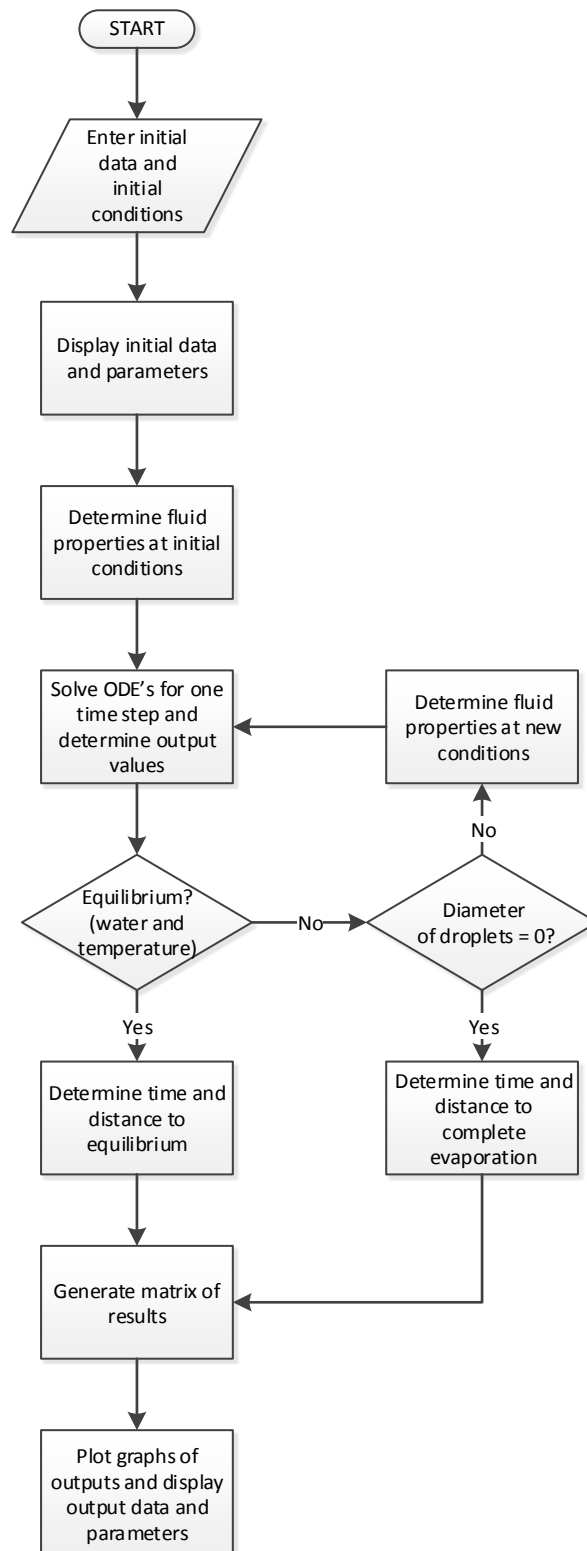 START
Enter initial
data and
initial
conditions
Display initial data
and parameters
Determine fluid
properties at initial
conditions
Solve ODE’s for one
time step and
determine output
values
Determine fluid
properties at new
conditions
No
Equilibrium?
(water and
temperature)
No
Diameter
of droplets = 0?
Yes
Yes
Determine time and
distance to
equilibrium
Determine time and
distance to
complete
evaporation
Generate matrix of
results
Plot graphs of
outputs and display
output data and
parameters